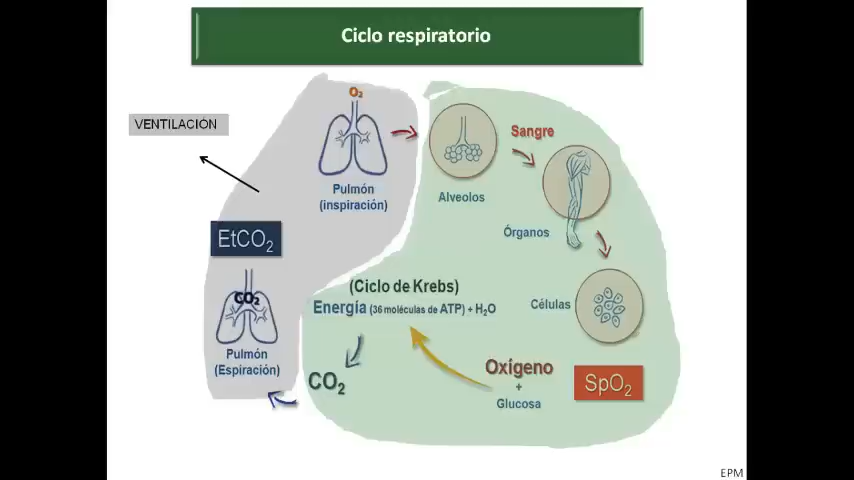 Ciclo respiratorio
VENTILACIÓN
O₂
Pulmón
(inspiración)
Alveolos
Sangre
Órganos
Células
EtCO₂
CO₂
Pulmón
(Espiración)
(Ciclo de Krebs)
Energía (36 moléculas de ATP) + H₂O
CO₂
Oxígeno
+
Glucosa
SpO₂
EPM